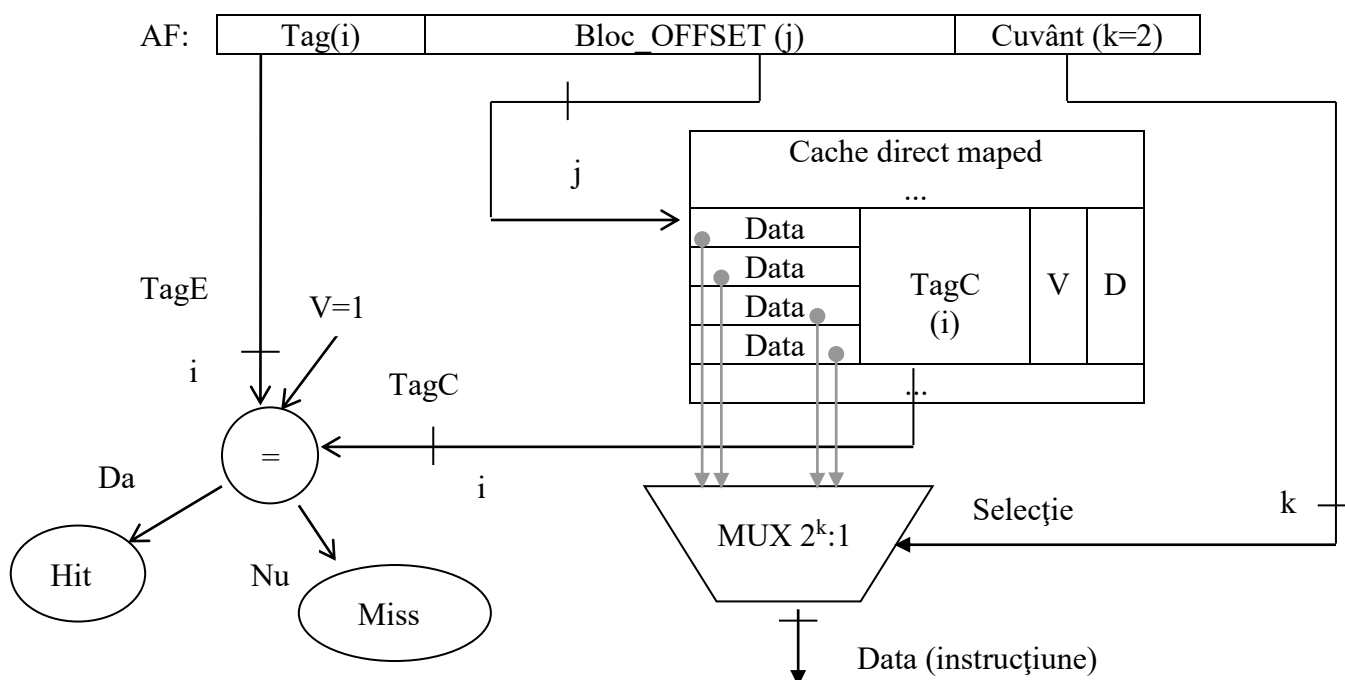 AF: Tag(i) Bloc_OFFSET (j) Cuvânt (k=2)
Cache direct maped
j
...
Data
Data
TagE
TagC
V
D
V=1
Data
(i)
Data
i
TagC
...
=
Da
i
Selecţie
k
MUX 2^k:1
Hit
Nu
Miss
Data (instrucţiune)